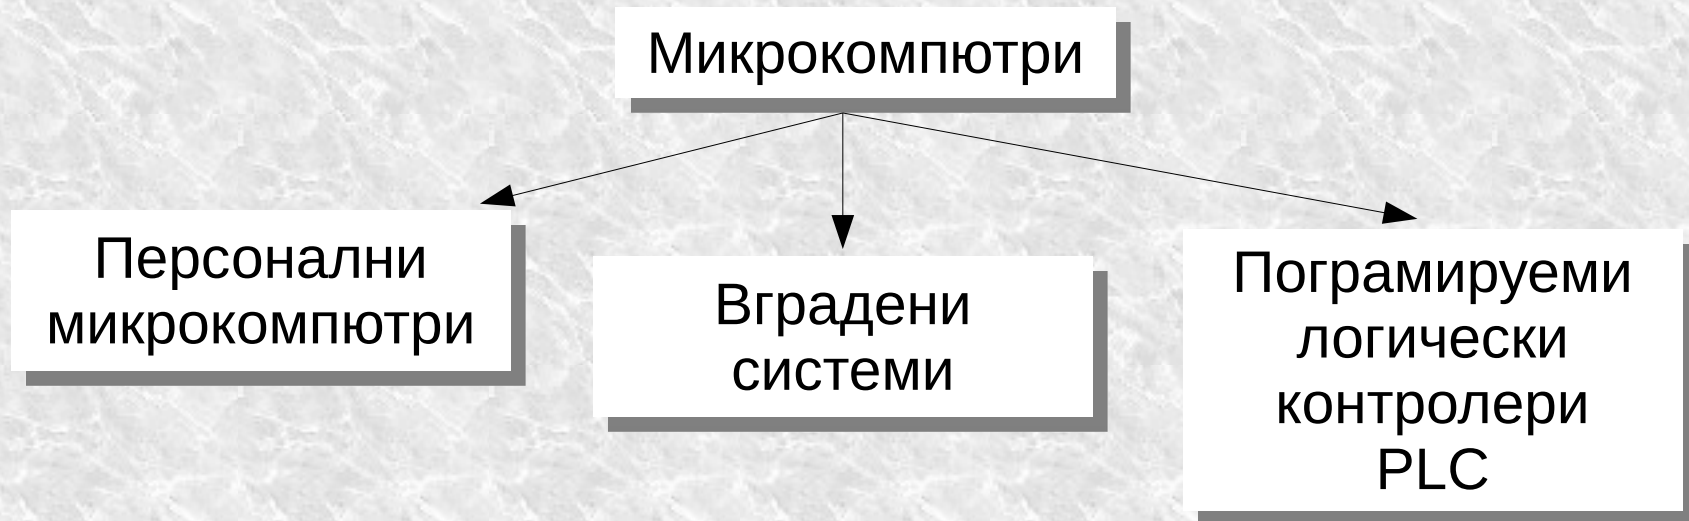 Микрокомпютри
Персонални
микрокомпютри
Вградени
системи
Пограмируеми
логически
контролери
PLC